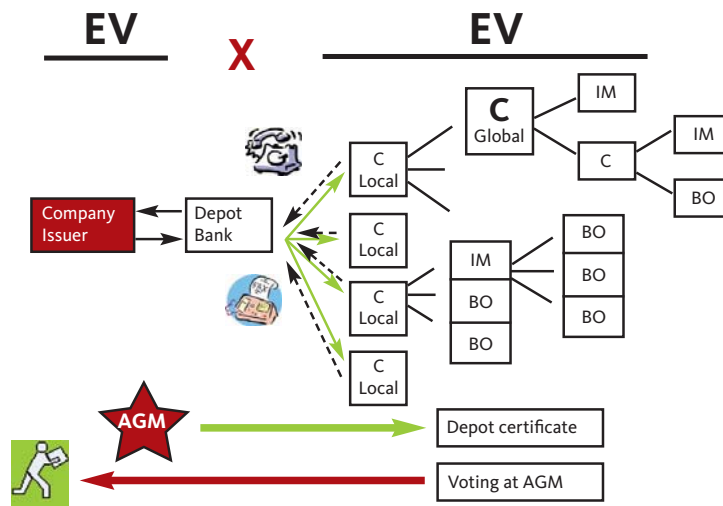 EV
X
EV
C
Global
IM
C
Local
C
IM
BO
Company
Issuer
Depot
Bank
C
Local
IM
BO
BO
BO
BO
BO
C
Local
C
Local
AGM
Depot certificate
Voting at AGM